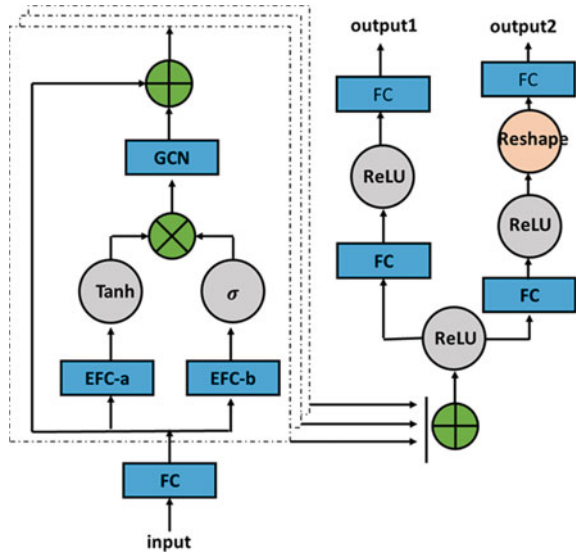 output1
output2
FC
FC
Reshape
GCN
ReLU
ReLU
Tanh
σ
FC
FC
ReLU
EFC-a
EFC-b
FC
input